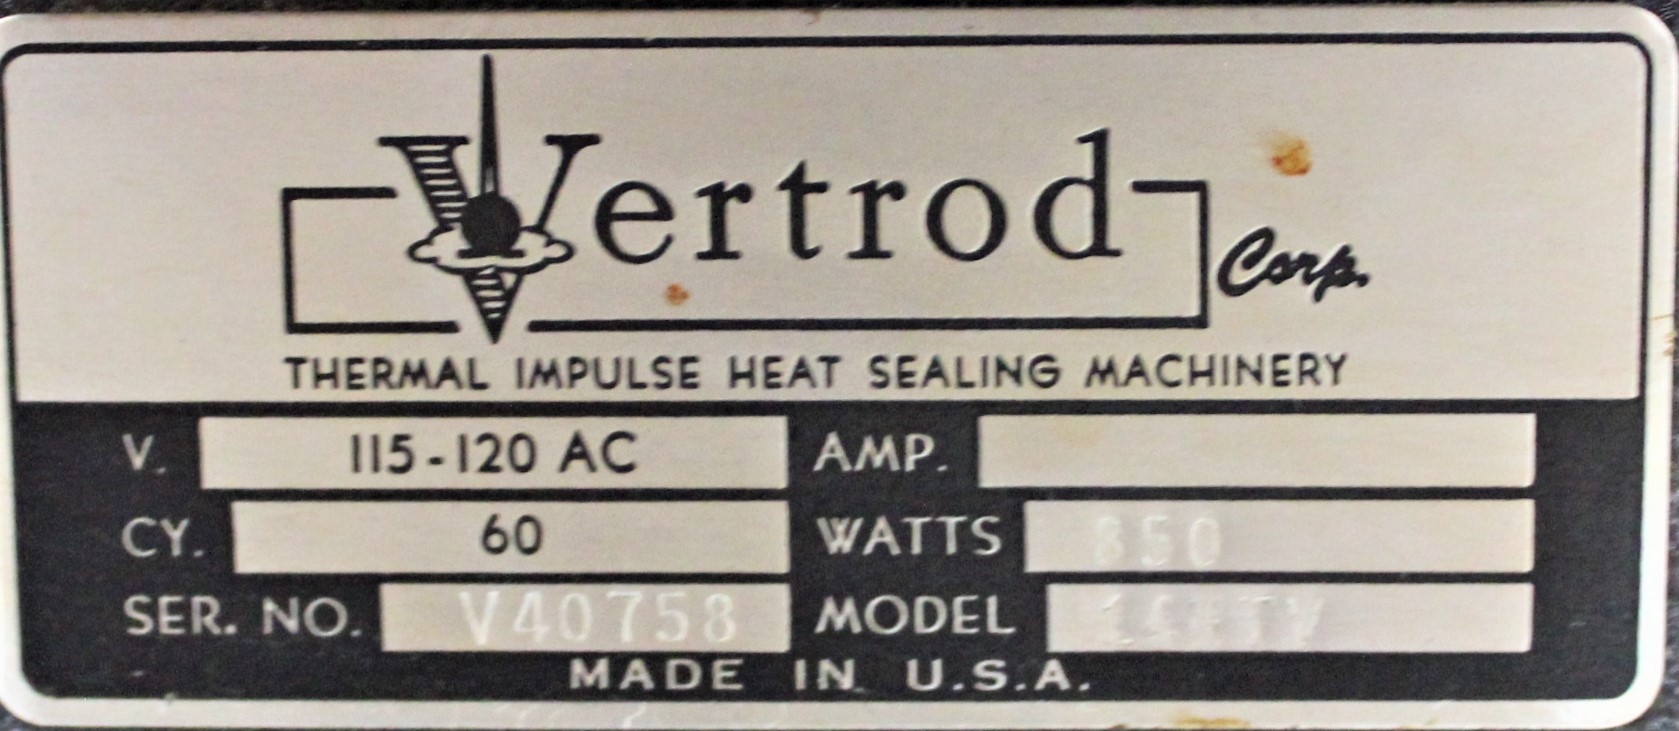 Vertrod Corp.
THERMAL IMPULSE HEAT SEALING MACHINERY
V. 115-120 AC AMP.
CY. 60 WATTS 850
SER. NO. V40758 MODEL
MADE IN U.S.A.